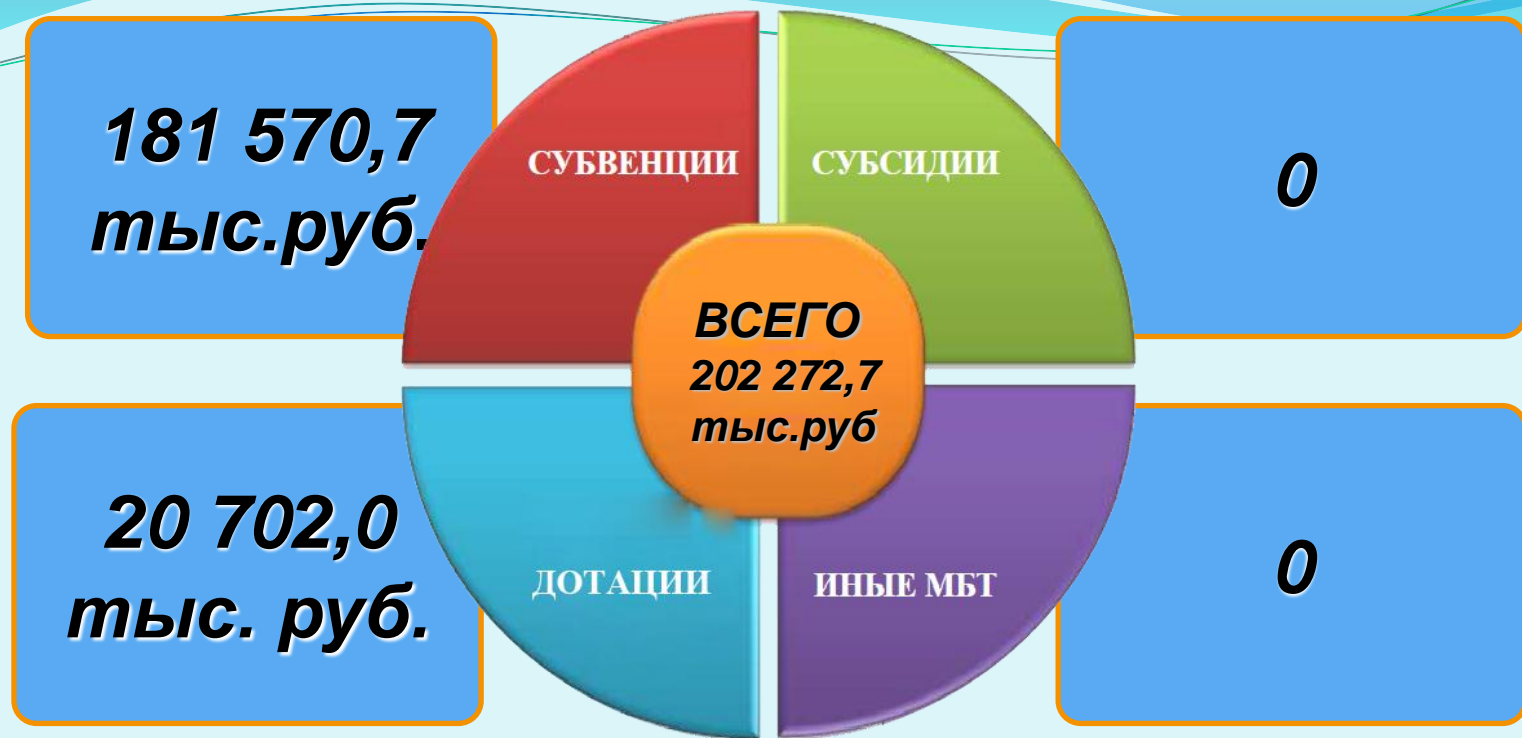 181 570,7
тыс.руб.
СУБВЕНЦИИ
СУБСИДИИ
0
ВСЕГО
202 272,7
тыс.руб
20 702,0
тыс. руб.
ДОТАЦИИ
ИНЫЕ МБТ
0